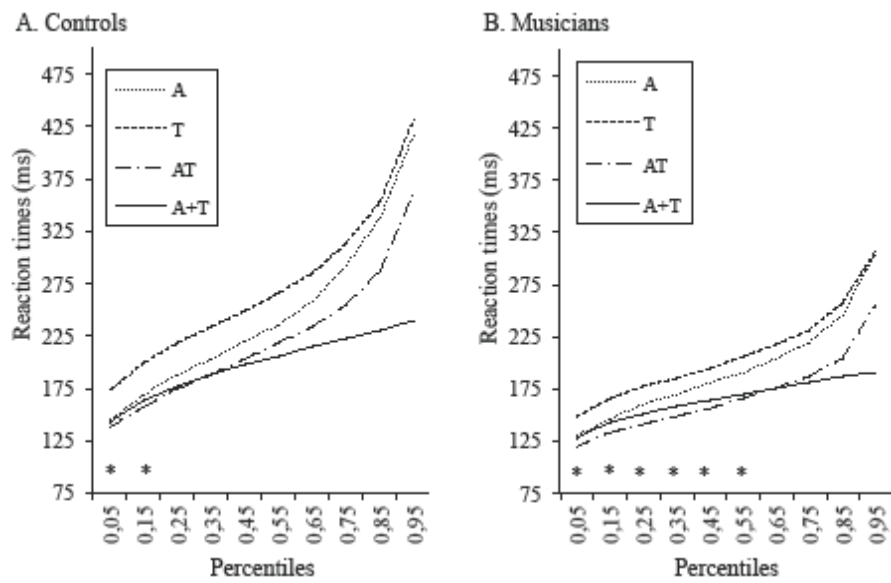 A. Controls
475
425
375
325
275
225
175
125
75
Reaction times (ms)
A
T
AT
A+T
* *
0,05 0,15 0,25 0,35 0,45 0,55 0,65 0,75 0,85 0,95
Percentiles
B. Musicians
475
425
375
325
275
225
175
125
75
Reaction times (ms)
A
T
AT
A+T
* * * * * *
0,05 0,15 0,25 0,35 0,45 0,55 0,65 0,75 0,85 0,95
Percentiles